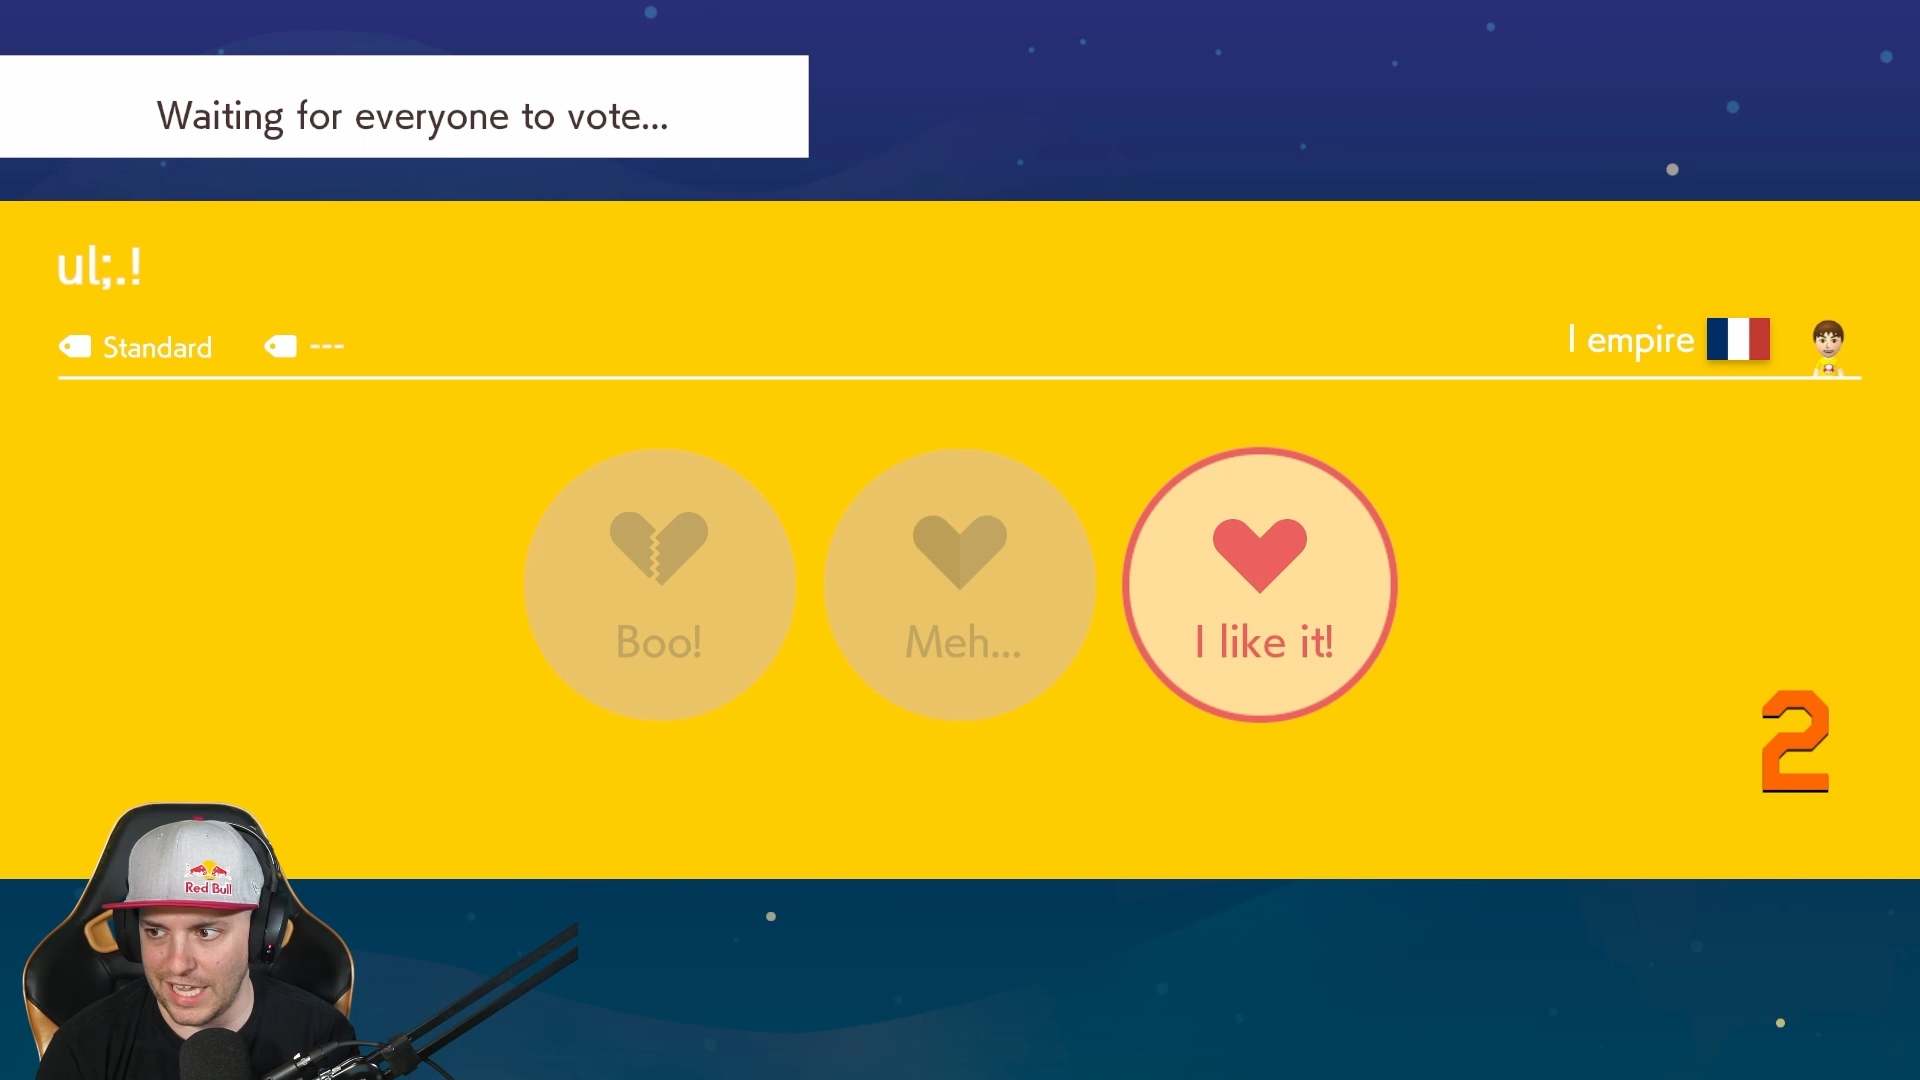 Waiting for everyone to vote...
ul;.!
Standard
---
I empire
Boo!
Meh...
I like it!
2
Red Bull